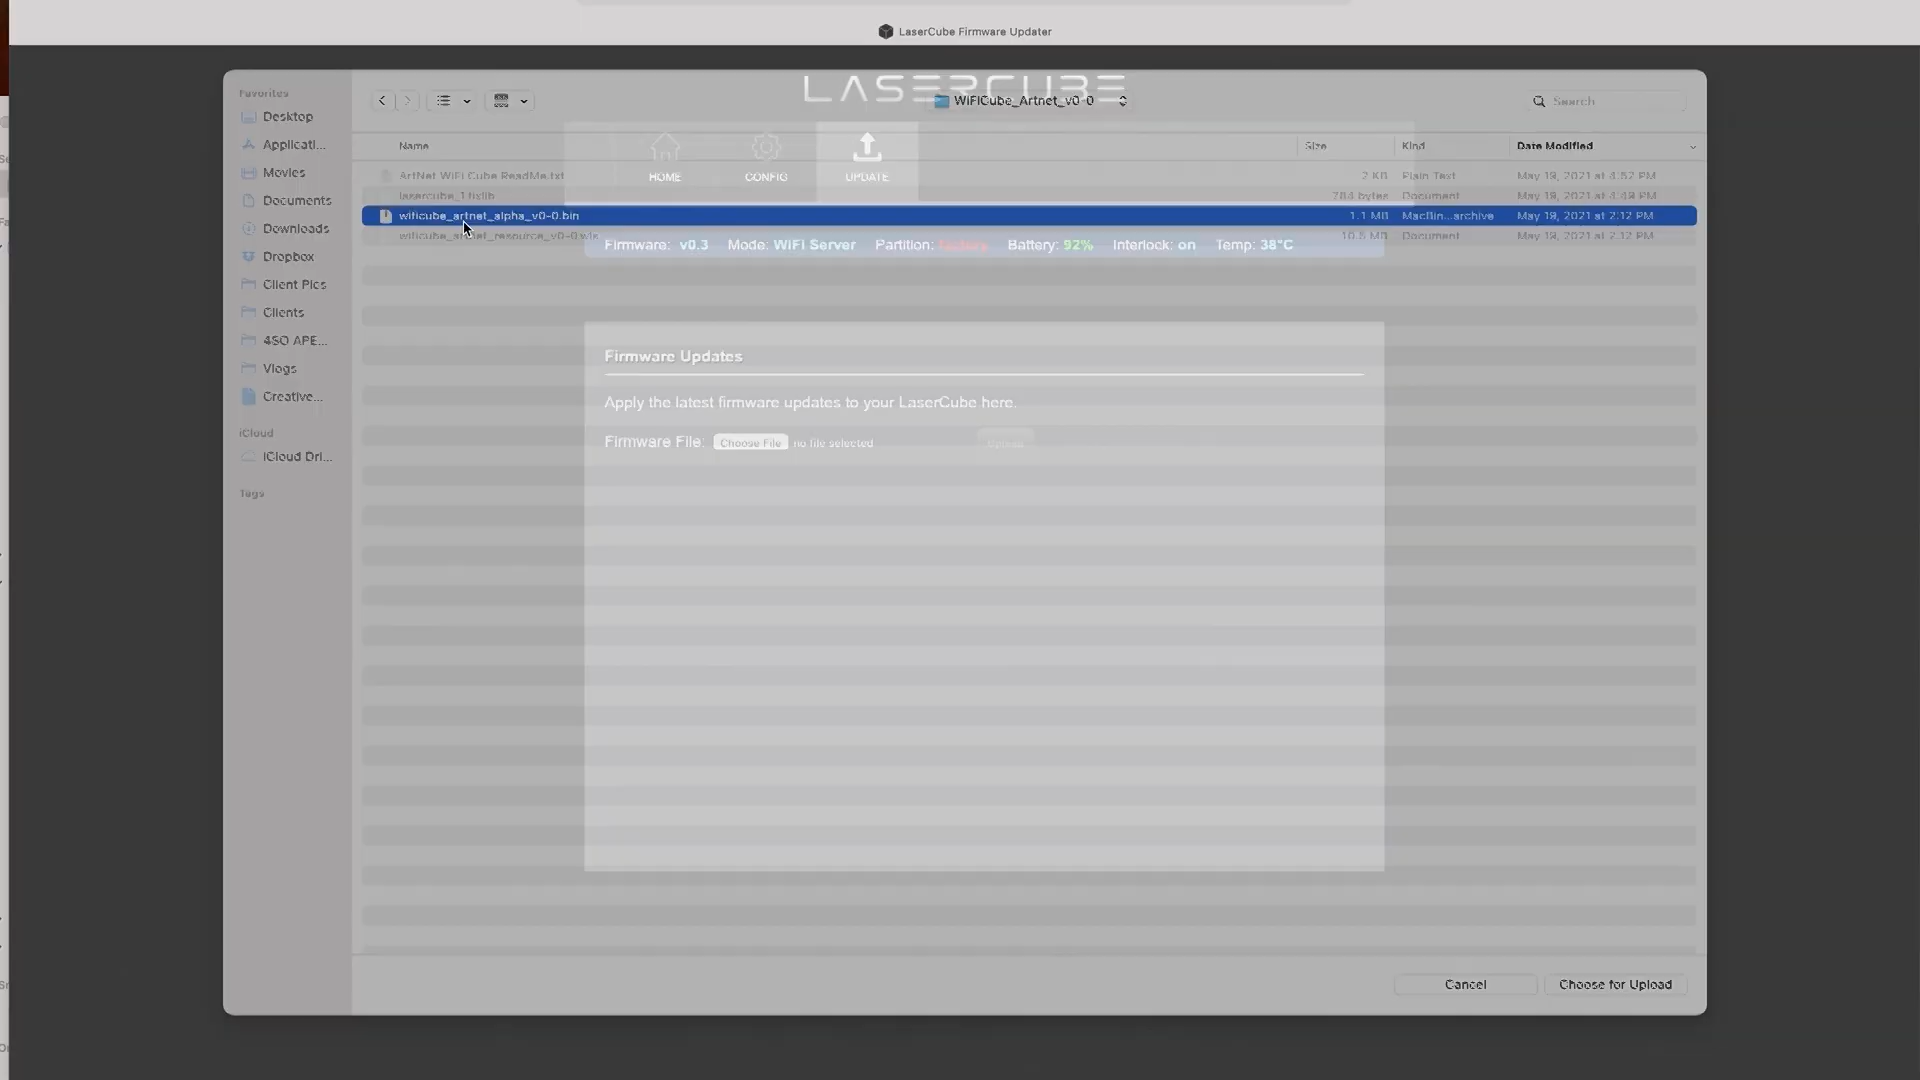 LaserCube Firmware Updater
LASERCUBE
Favorites
WiFiCube_Artnet_v0-0
Search
Desktop
Applicati...
Name
Size
Kind
Date Modified
Movies
HOME
CONFIG
UPDATE
ArtNet WiFi Cube ReadMe.txt
2 KB
Plain Text
May 19, 2021 at 3:52 PM
Documents
784 bytes
Document
May 19, 2021 at 3:49 PM
wificube_artnet_alpha_v0-0.bin
1.1 MB
MacBin...archive
May 19, 2021 at 2:12 PM
Downloads
10.5 MB
Document
May 19, 2021 at 2:12 PM
Firmware: v0.3 Mode: WiFi Server Partition: factory Battery: 92% Interlock: on Temp: 38°C
Dropbox
Client Pics
Clients
4SO APE...
Firmware Updates
Vlogs
Creative...
Apply the latest firmware updates to your LaserCube here.
iCloud
Firmware File: Choose File no file selected
Upload
iCloud Dri...
Tags
Cancel
Choose for Upload